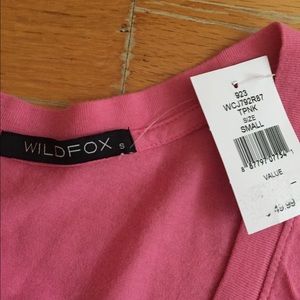 WILDFOX S
923
WCJ792R87
TPNK
SIZE
SMALL
VALUE